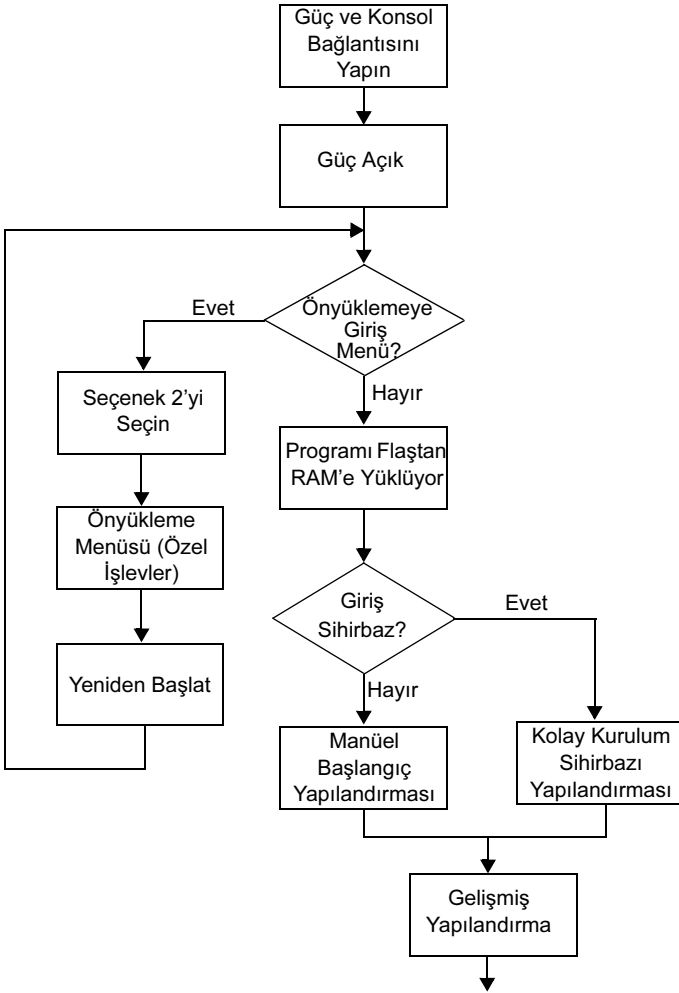 Güç ve Konsol
Bağlantısını
Yapın
Güç Açık
Evet
Önyüklemeye
Giriş
Menü?
Hayır
Seçenek 2’yi
Seçin
Programı Flaştan
RAM’e Yüklüyor
Önyükleme
Menüsü (Özel
İşlevler)
Giriş
Sihirbaz?
Evet
Yeniden Başlat
Hayır
Manüel
Başlangıç
Yapılandırması
Kolay Kurulum
Sihirbazı
Yapılandırması
Gelişmiş
Yapılandırma